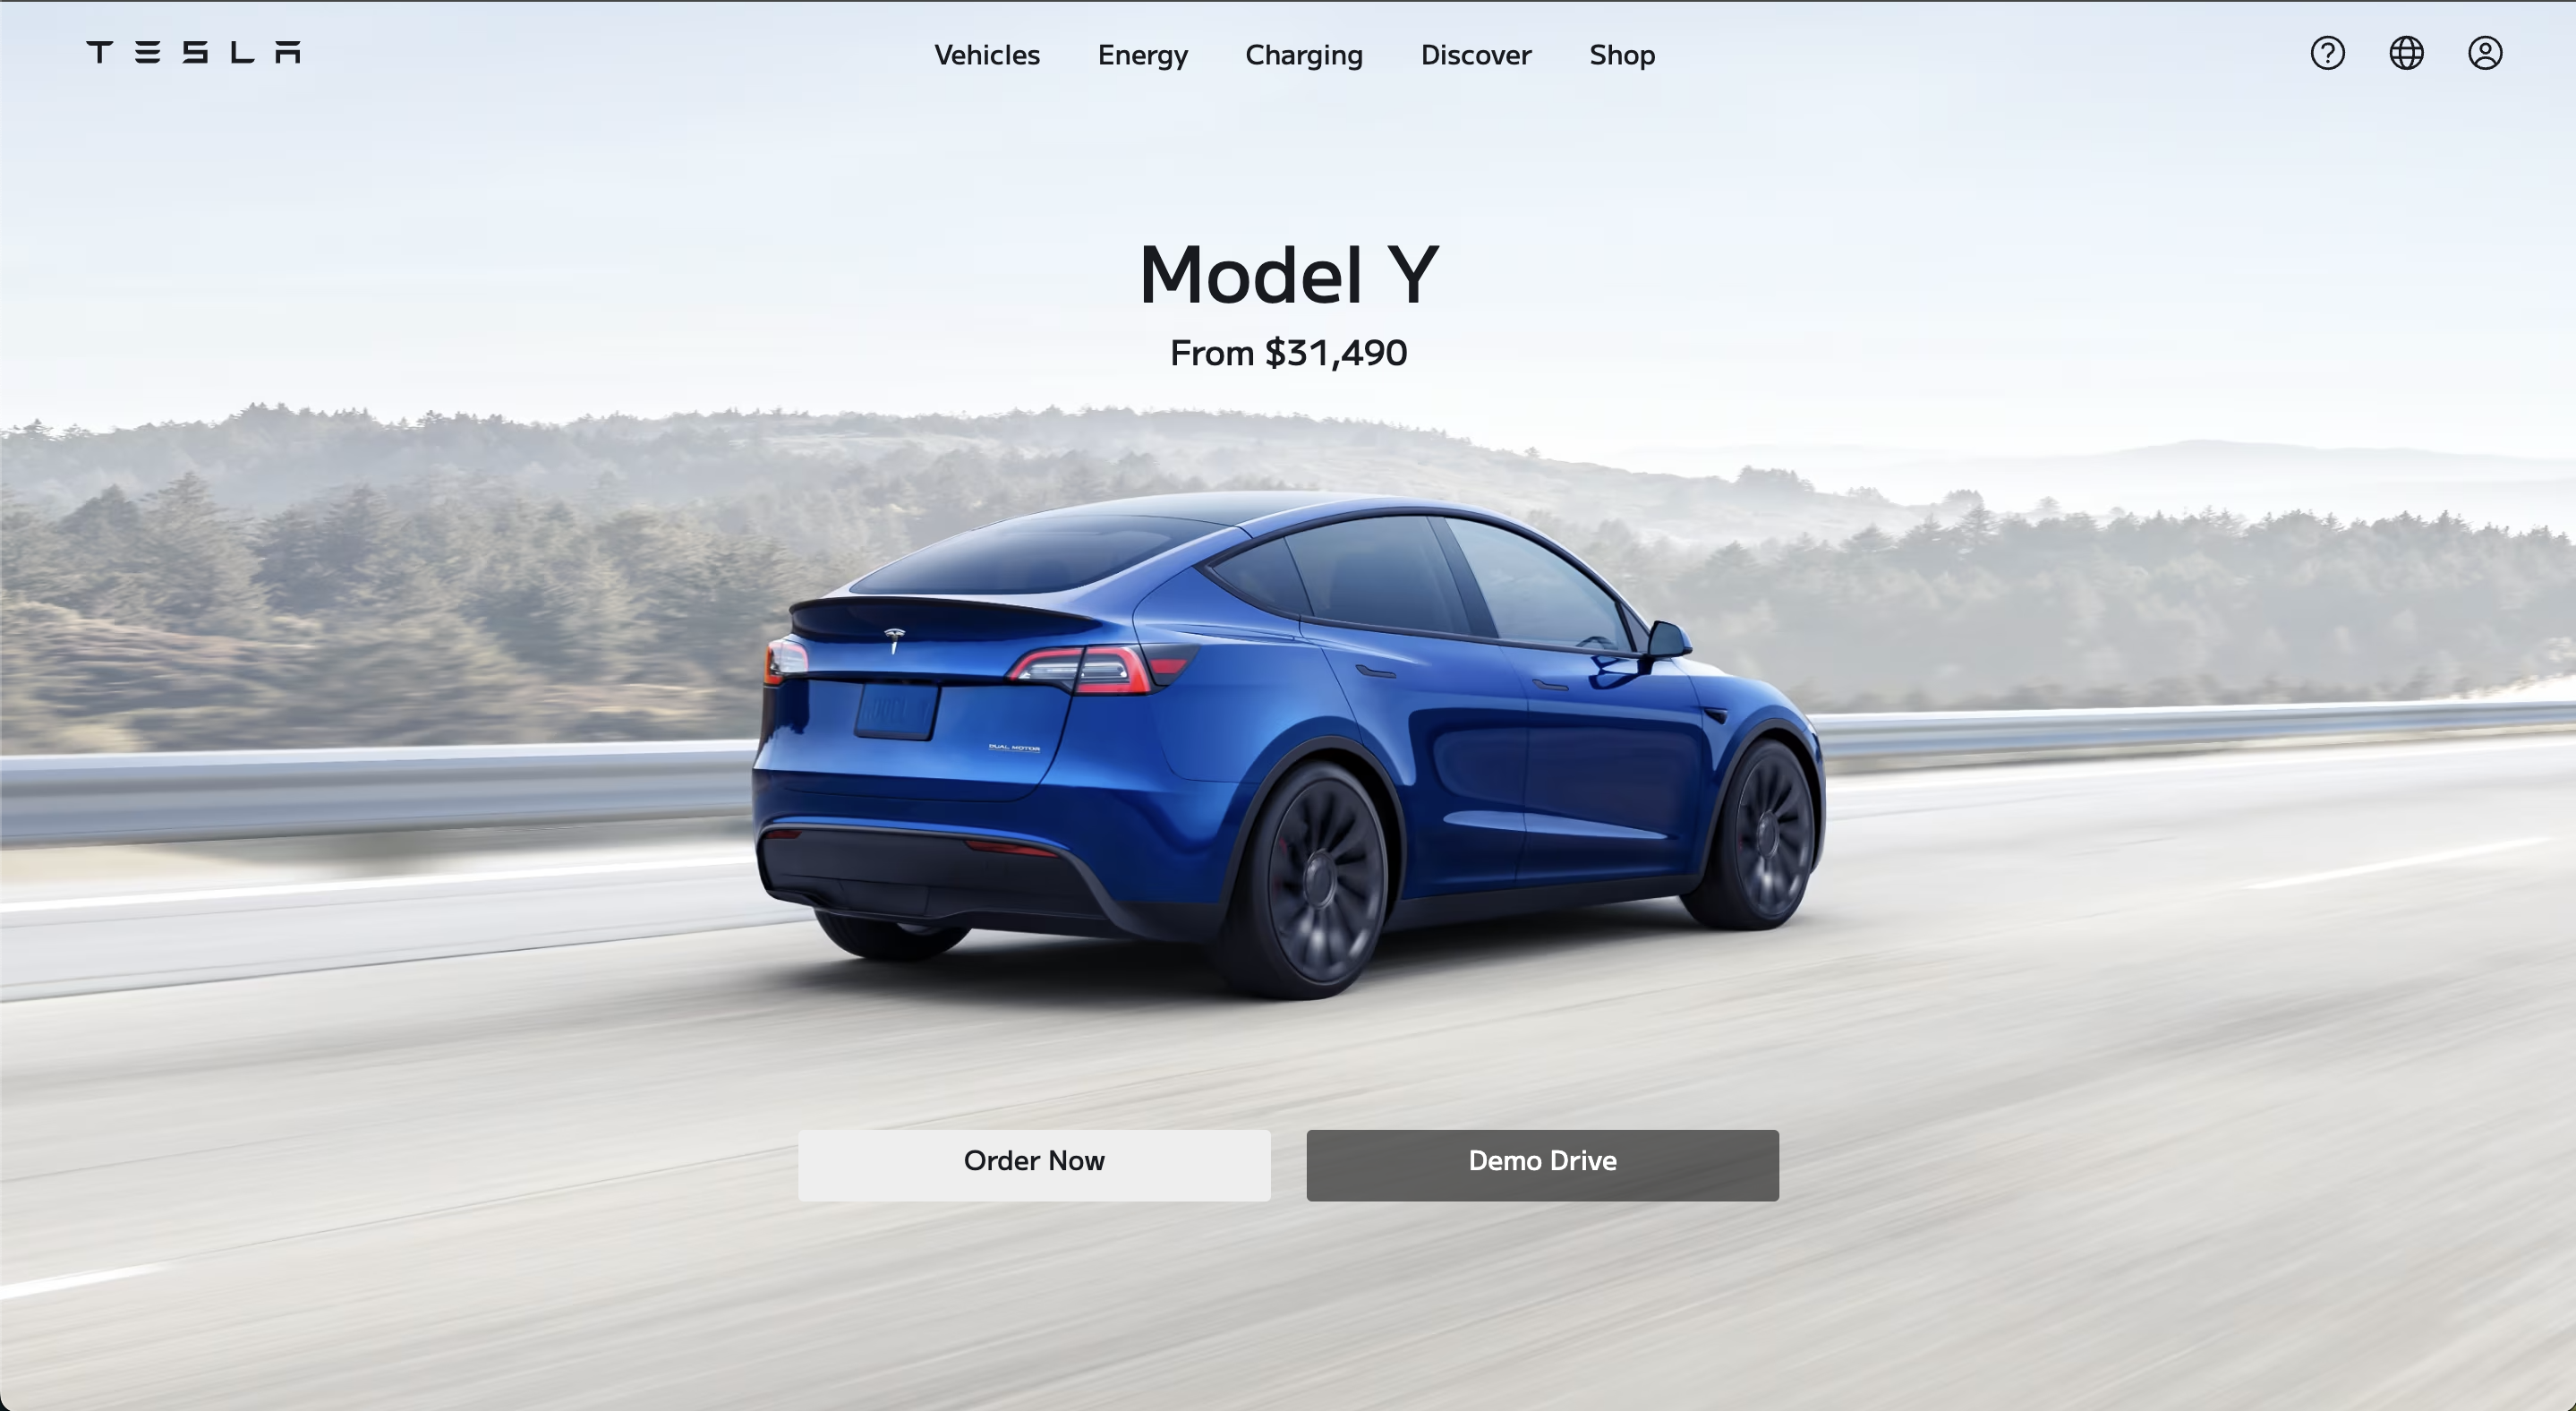 TESLA
Vehicles Energy Charging Discover Shop
Model Y
From $31,490
DUAL MOTOR
Order Now
Demo Drive